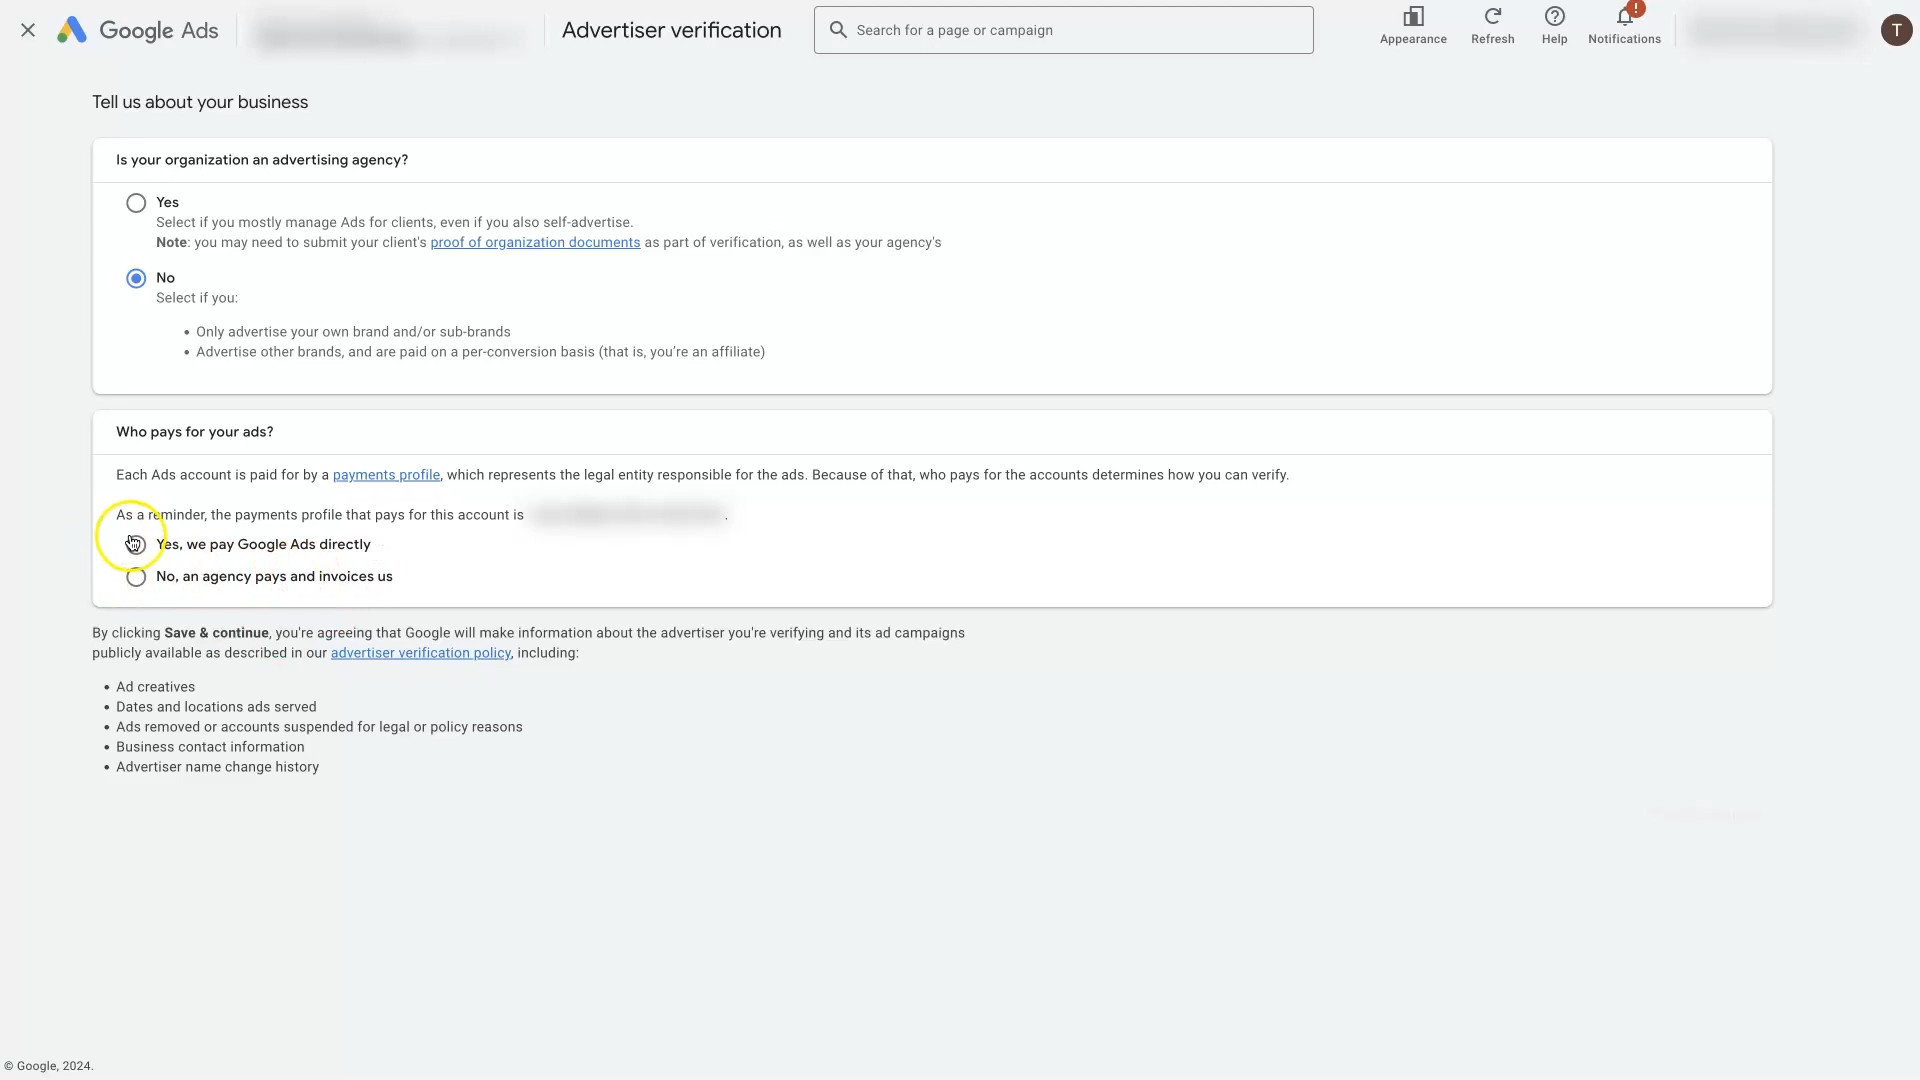 Google Ads
Advertiser verification
Search for a page or campaign
Appearance
Refresh
Help
Notifications
!
T
Tell us about your business
Is your organization an advertising agency?
Yes
Select if you mostly manage Ads for clients, even if you also self-advertise.
Note: you may need to submit your client's proof of organization documents as part of verification, as well as your agency's
No
Select if you:
• Only advertise your own brand and/or sub-brands
• Advertise other brands, and are paid on a per-conversion basis (that is, you're an affiliate)
Who pays for your ads?
Each Ads account is paid for by a payments profile, which represents the legal entity responsible for the ads. Because of that, who pays for the accounts determines how you can verify.
As a reminder, the payments profile that pays for this account is .
Yes, we pay Google Ads directly
No, an agency pays and invoices us
By clicking Save & continue, you're agreeing that Google will make information about the advertiser you're verifying and its ad campaigns
publicly available as described in our advertiser verification policy, including:
• Ad creatives
• Dates and locations ads served
• Ads removed or accounts suspended for legal or policy reasons
• Business contact information
• Advertiser name change history
© Google, 2024.